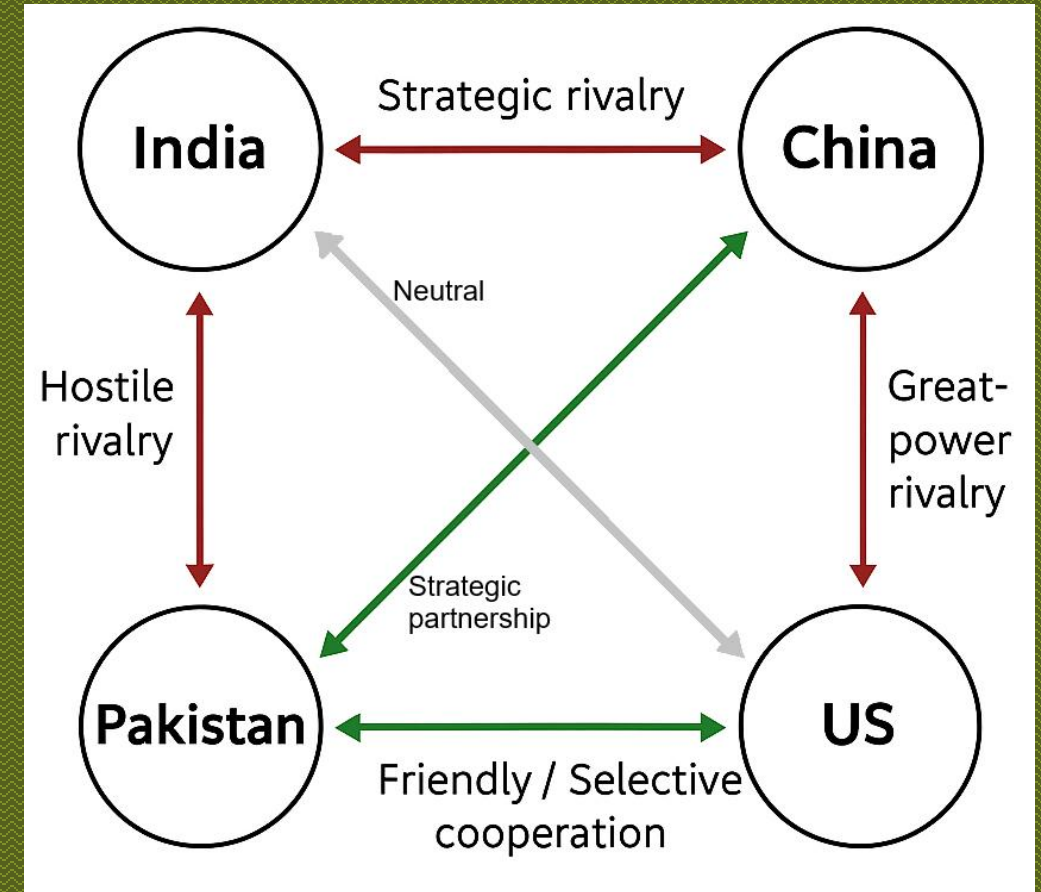 Strategic rivalry
India
China
Neutral
Hostile
rivalry
Great-
power
rivalry
Strategic
partnership
Pakistan
US
Friendly / Selective
cooperation